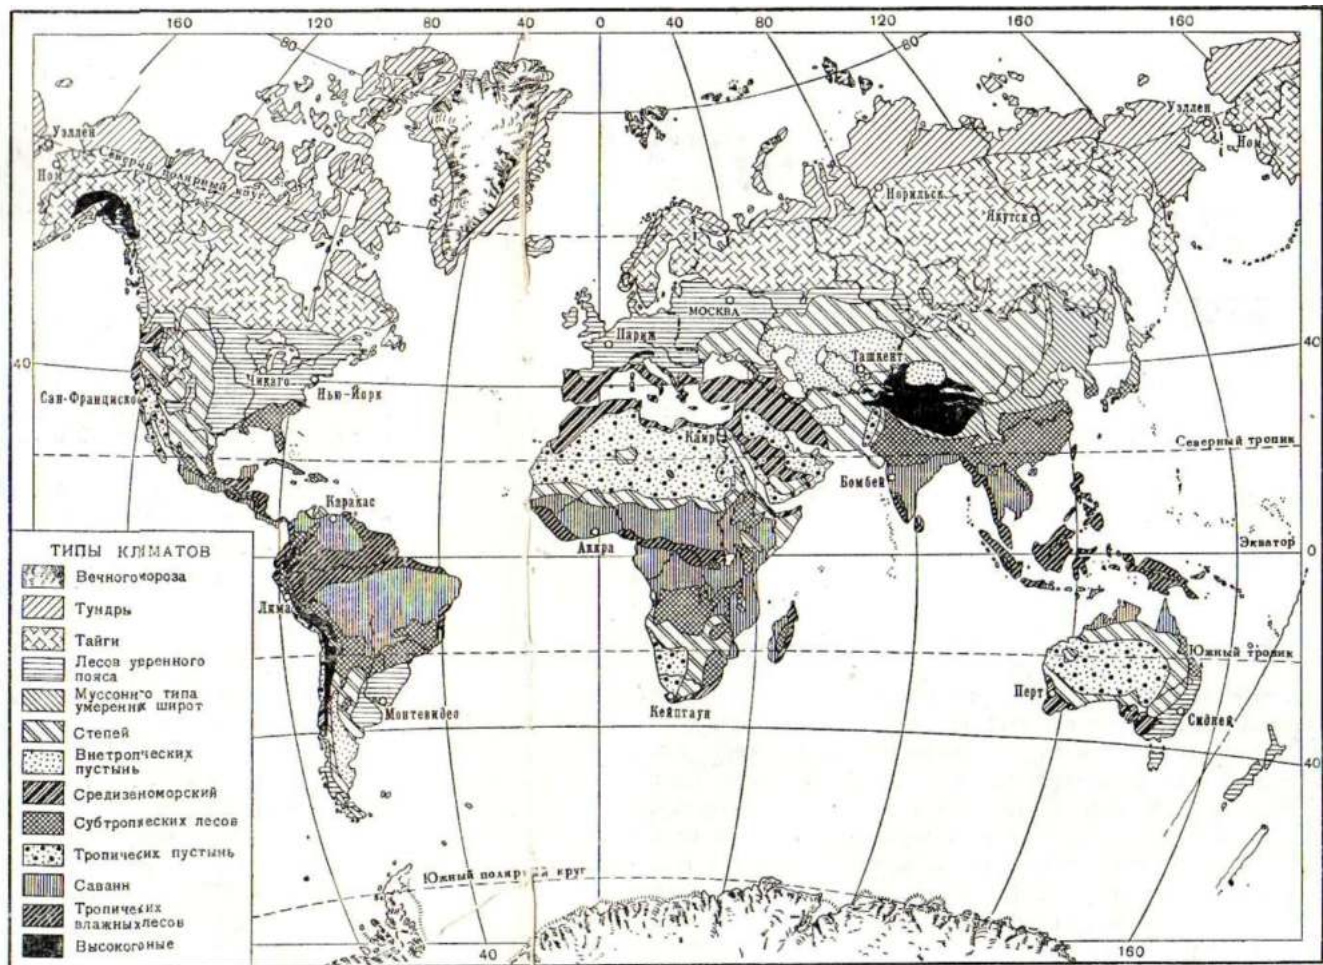 160 120 80 40 0 40 80 120 160 160
80 80
Уэллен
Ном
Северный полярный круг
Норильск
Якутск
Уэллен
Ном
МОСКВА
Париж
Ташкент
40
40
Чикаго
Нью-Йорк
Сан-Франциско
Каир
Северный тропик
Бомбей
Каракас
Аккра
Экватор
0
Лима
Южный тропик
Перт
Сидней
Кейптаун
Монтевидео
40
Южный полярный круг
40 0 40 160
ТИПЫ КЛИМАТОВ
Вечного мороза
Тундры
Тайги
Лесов умеренного
пояса
Муссонного типа
умеренных широт
Степей
Внетропических
пустынь
Средиземноморский
Субтропических лесов
Тропических пустынь
Саванн
Тропических
влажных лесов
Высокогорные